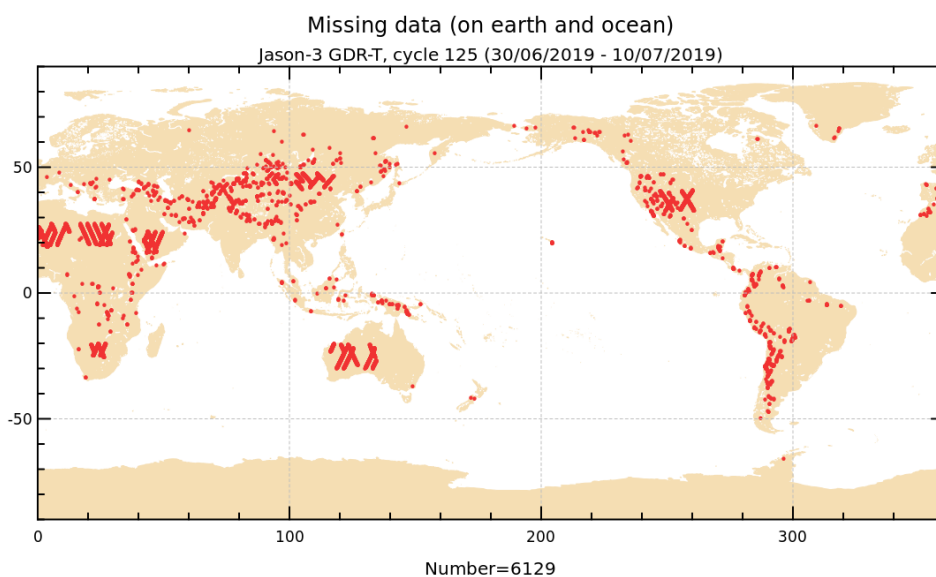 Missing data (on earth and ocean)
Jason-3 GDR-T, cycle 125 (30/06/2019 - 10/07/2019)
50
0
-50
0 100 200 300
Number=6129